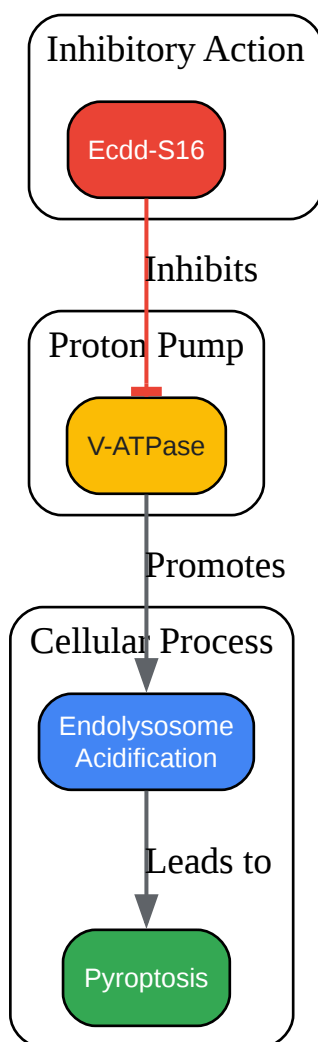 Inhibitory Action
Ecdd-S16
Inhibits
Proton Pump
V-ATPase
Promotes
Cellular Process
Endolysosome
Acidification
Leads to
Pyroptosis